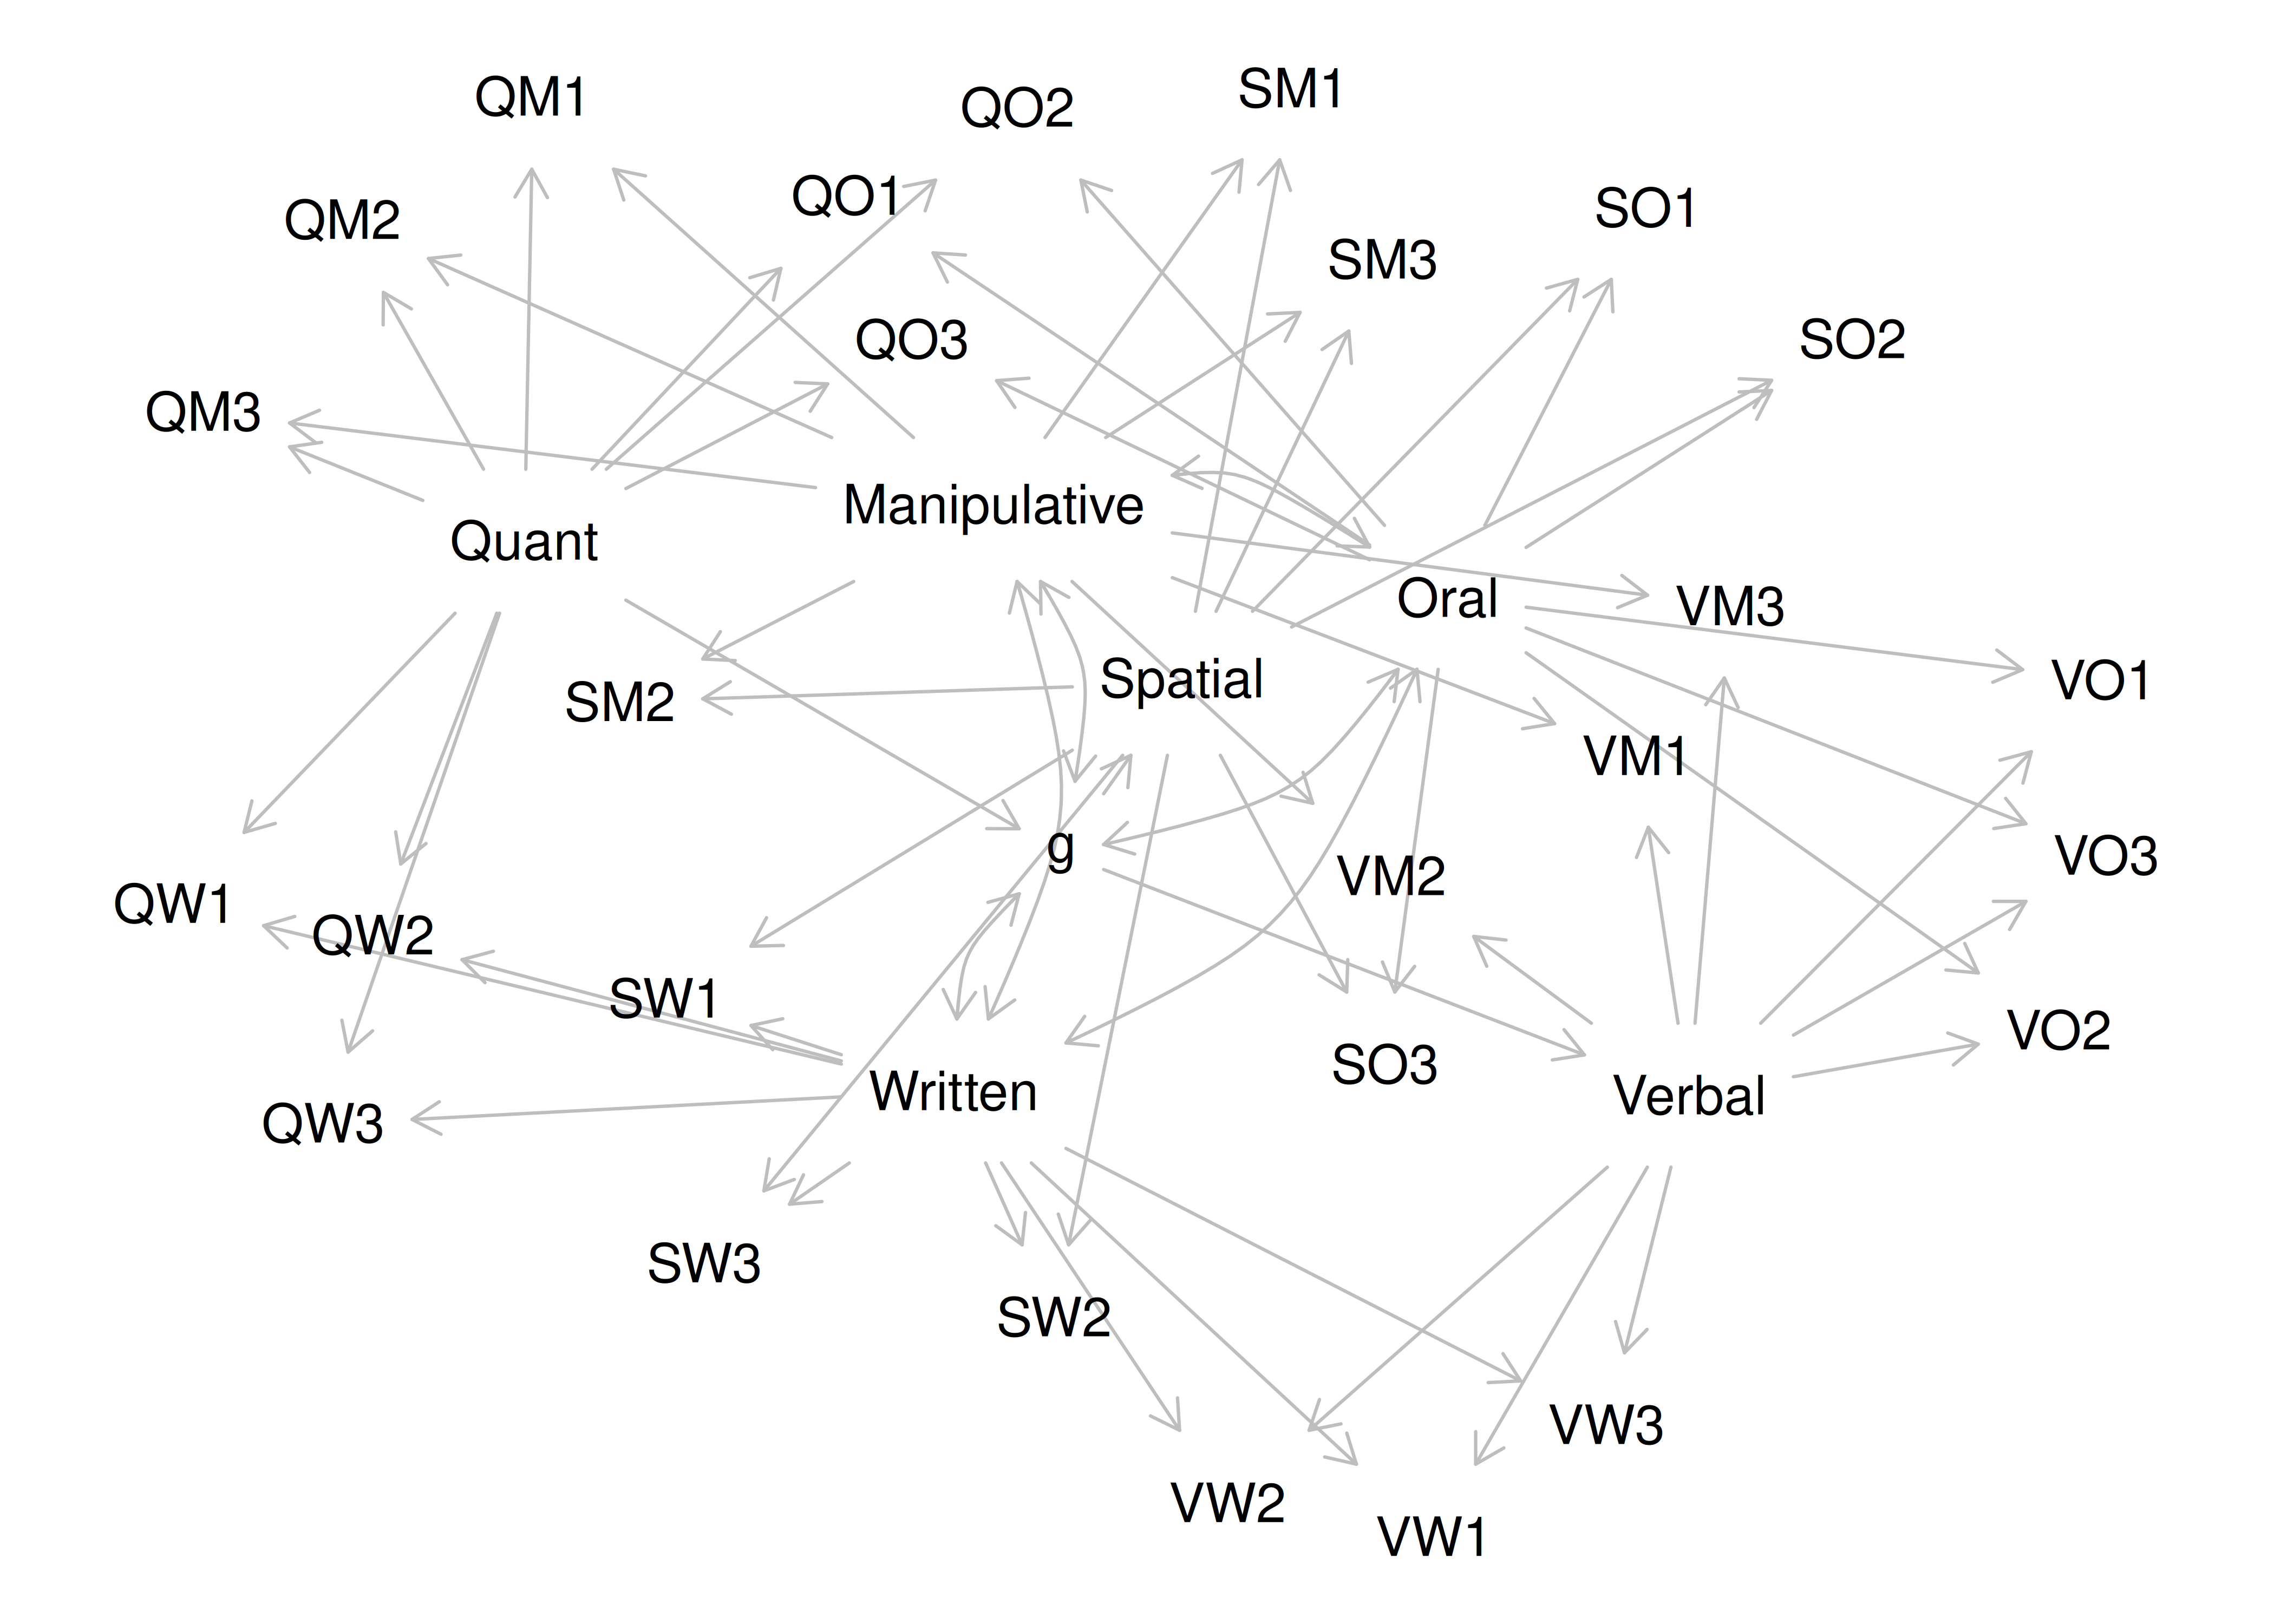 SM1
QM1
QO2
QO1
SO1
QM2
SM3
QO3
SO2
QM3
Manipulative
Quant
Oral
VM3
Spatial
VO1
SM2
VM1
g
VO3
VM2
QW1
QW2
SW1
VO2
SO3
Written
Verbal
QW3
SW3
SW2
VW3
VW2
VW1